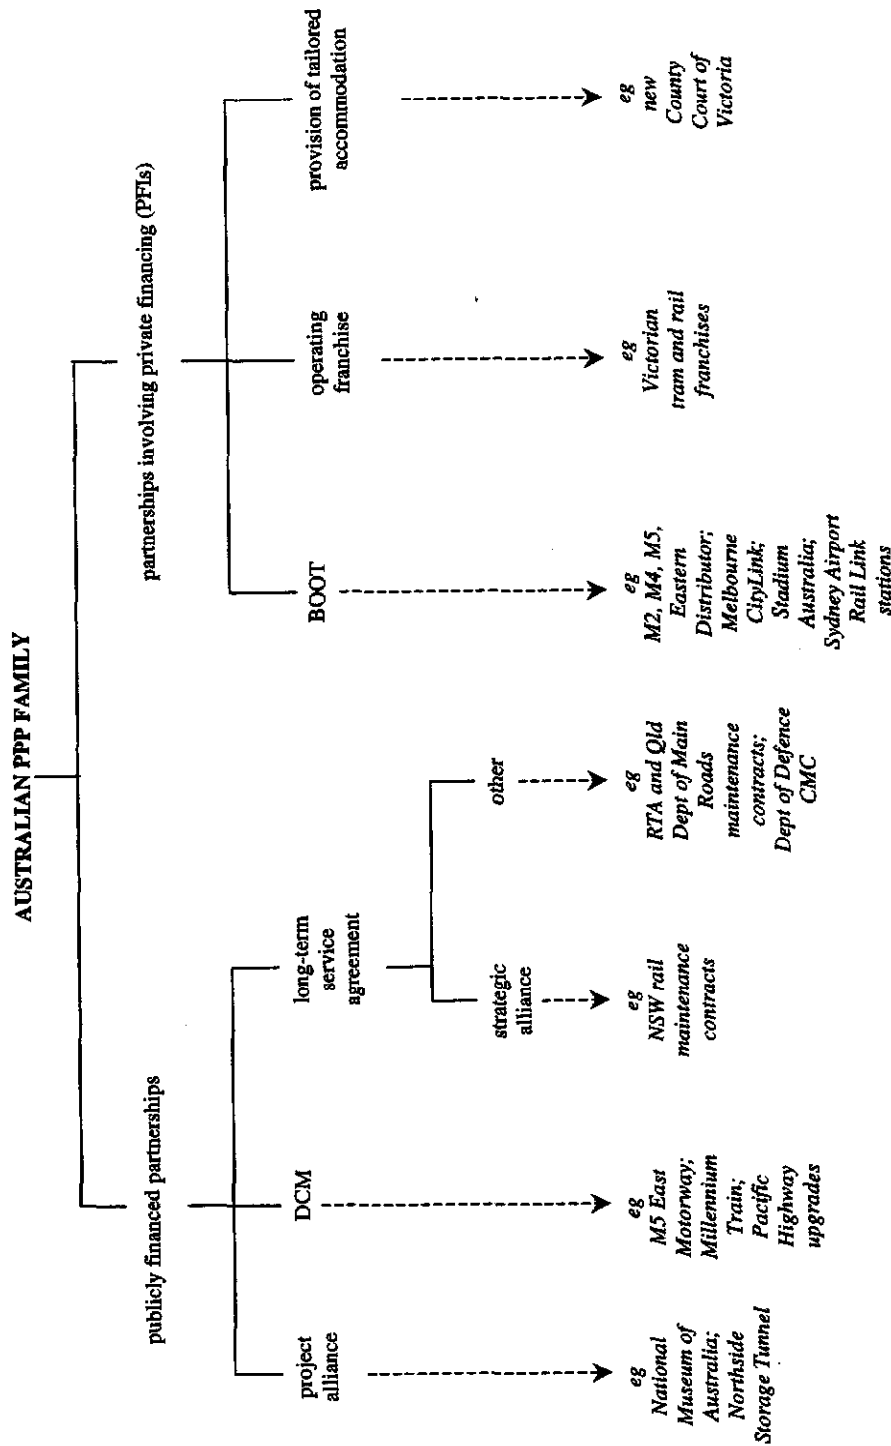 AUSTRALIAN PPP FAMILY
publicly financed partnerships
partnerships involving private financing (PFIs)
project
alliance
DCM
long-term
service
agreement
BOOT
operating
franchise
provision of tailored
accommodation
strategic
alliance
other
eg
National
Museum of
Australia;
Northside
Storage Tunnel
eg
M5 East
Motorway;
Millennium
Train;
Pacific
Highway
upgrades
eg
NSW rail
maintenance
contracts
eg
RTA and Qld
Dept of Main
Roads
maintenance
contracts;
Dept of Defence
CMC
eg
M2, M4, M5,
Eastern
Distributor;
Melbourne
CityLink;
Stadium
Australia;
Sydney Airport
Rail Link
stations
eg
Victorian
tram and rail
franchises
eg
new
County
Court of
Victoria